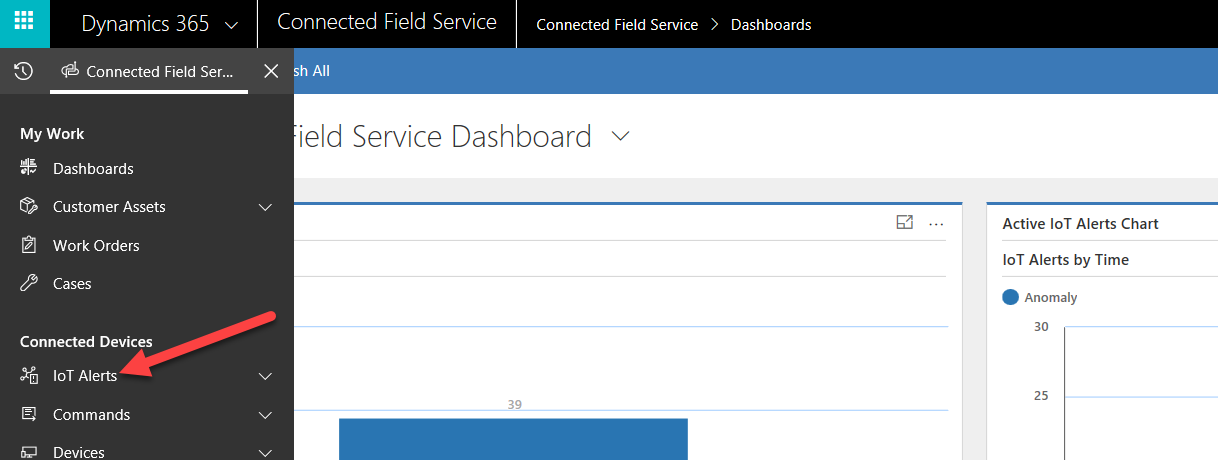 Dynamics 365
Connected Field Service
Connected Field Service > Dashboards
Connected Field Ser...
sh All
My Work
Dashboards
Customer Assets
Work Orders
Cases
Connected Devices
IoT Alerts
Commands
Devices
Field Service Dashboard
39
...
Active IoT Alerts Chart
IoT Alerts by Time
Anomaly
30
25